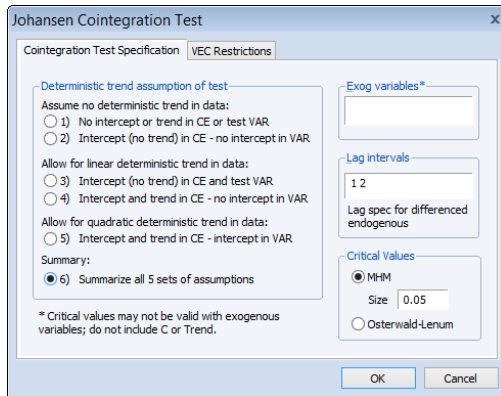 Johansen Cointegration Test
x
Cointegration Test Specification
VEC Restrictions
Deterministic trend assumption of test
Assume no deterministic trend in data:
1) No intercept or trend in CE or test VAR
2) Intercept (no trend) in CE - no intercept in VAR
Allow for linear deterministic trend in data:
3) Intercept (no trend) in CE and test VAR
4) Intercept and trend in CE - no intercept in VAR
Allow for quadratic deterministic trend in data:
5) Intercept and trend in CE - intercept in VAR
Summary:
6) Summarize all 5 sets of assumptions
* Critical values may not be valid with exogenous
variables; do not include C or Trend.
Exog variables*
Lag intervals
1 2
Lag spec for differenced
endogenous
Critical Values
MHM
Size 0.05
Osterwald-Lenum
OK
Cancel